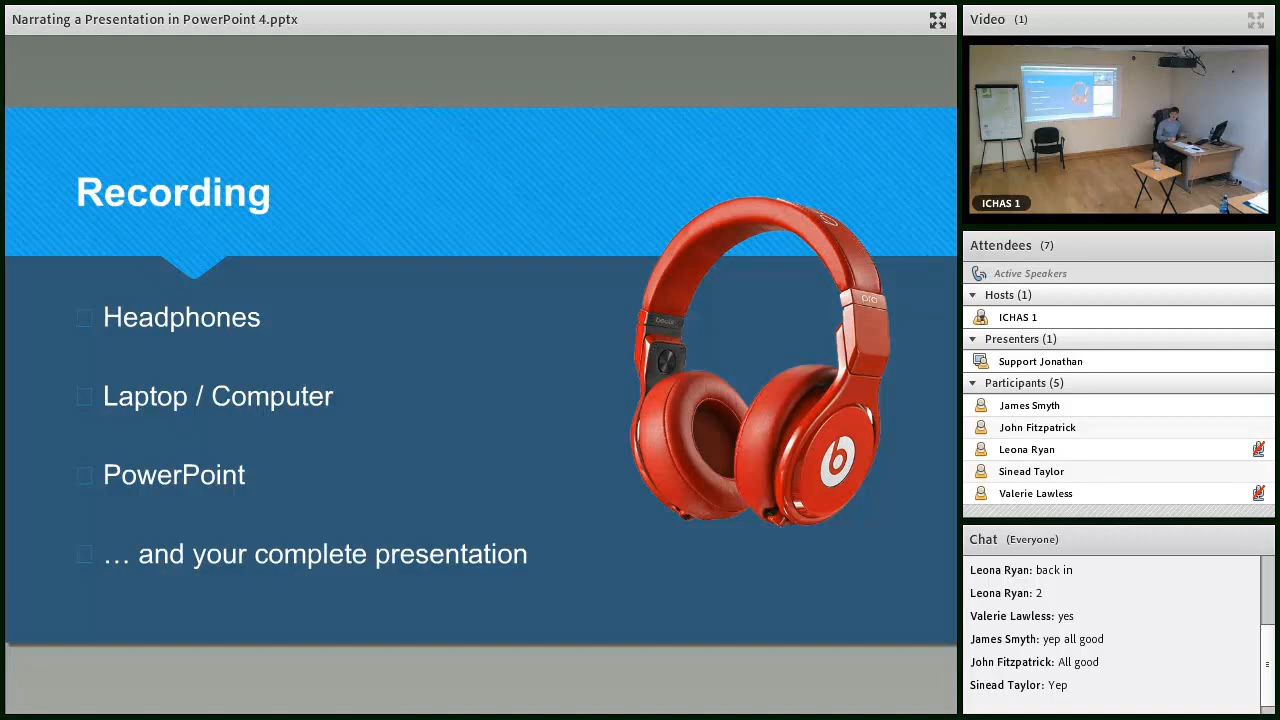 Narrating a Presentation in PowerPoint 4.pptx
Recording
Headphones
Laptop / Computer
PowerPoint
… and your complete presentation
beats
pro
b
Video (1)
ICHAS 1
Attendees (7)
Active Speakers
Hosts (1)
ICHAS 1
Presenters (1)
Support Jonathan
Participants (5)
James Smyth
John Fitzpatrick
Leona Ryan
Sinead Taylor
Valerie Lawless
Chat (Everyone)
Leona Ryan: back in
Leona Ryan: 2
Valerie Lawless: yes
James Smyth: yep all good
John Fitzpatrick: All good
Sinead Taylor: Yep